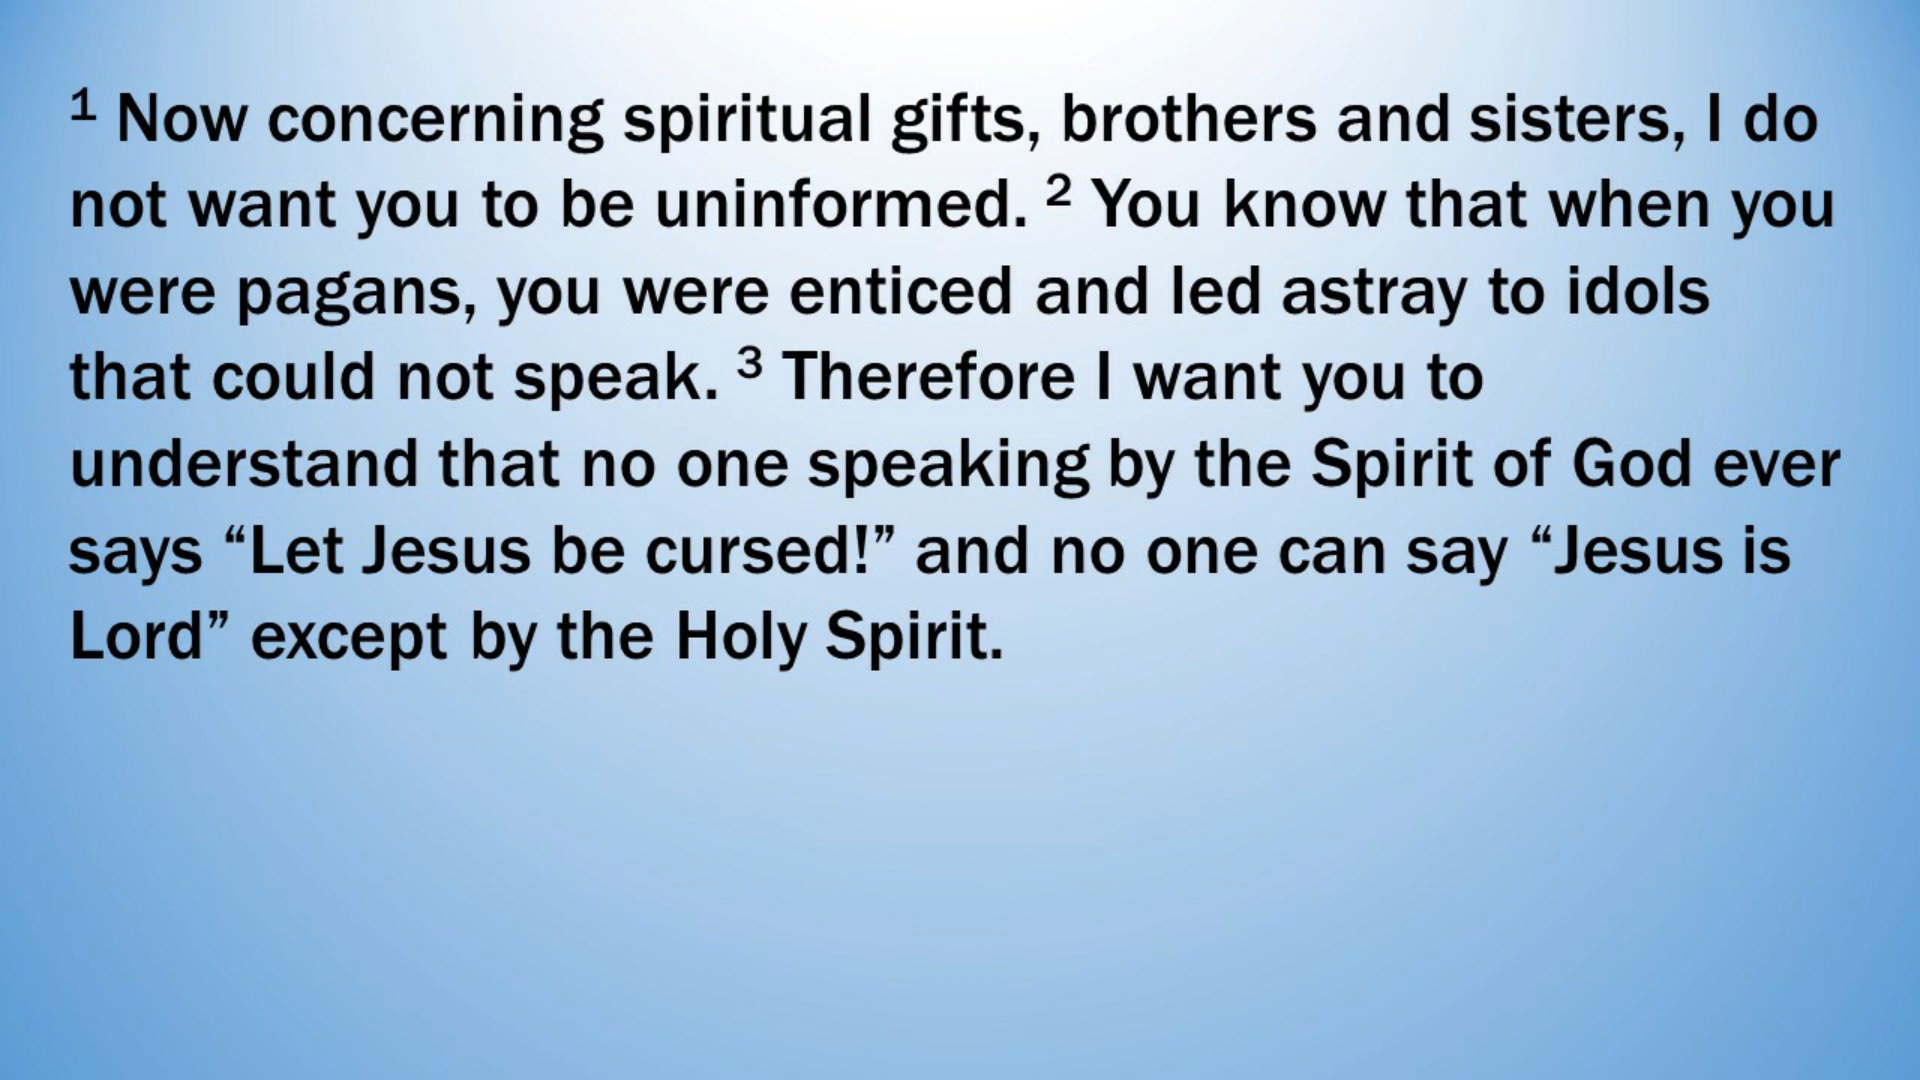 ¹ Now concerning spiritual gifts, brothers and sisters, I do
not want you to be uninformed. ² You know that when you
were pagans, you were enticed and led astray to idols
that could not speak. ³ Therefore I want you to
understand that no one speaking by the Spirit of God ever
says “Let Jesus be cursed!” and no one can say “Jesus is
Lord” except by the Holy Spirit.